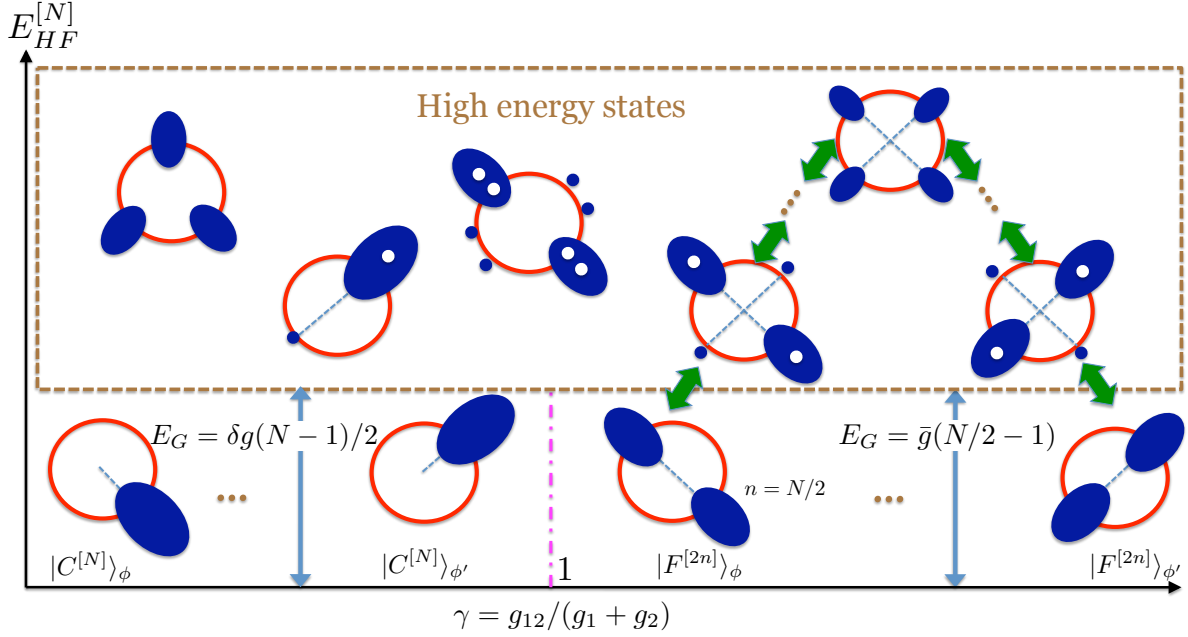 E_{HF}^{[N]}
High energy states
E_G = δg(N − 1)/2
E_G = ḡ(N/2 − 1)
n = N/2
|C^{[N]}⟩_ϕ
|C^{[N]}⟩_{ϕ′}
1
|F^{[2n]}⟩_ϕ
|F^{[2n]}⟩_{ϕ′}
γ = g_{12}/(g_1 + g_2)